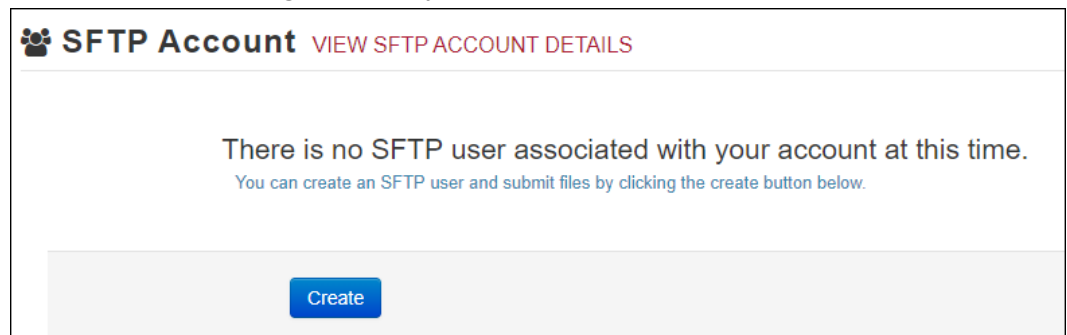 SFTP Account VIEW SFTP ACCOUNT DETAILS
There is no SFTP user associated with your account at this time.
You can create an SFTP user and submit files by clicking the create button below.
Create